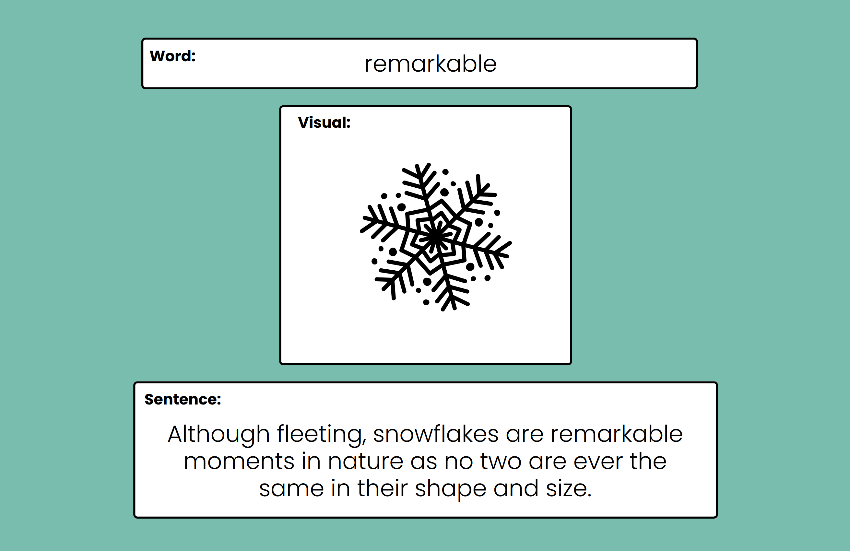 Word:
remarkable
Visual:
Sentence:
Although fleeting, snowflakes are remarkable
moments in nature as no two are ever the
same in their shape and size.